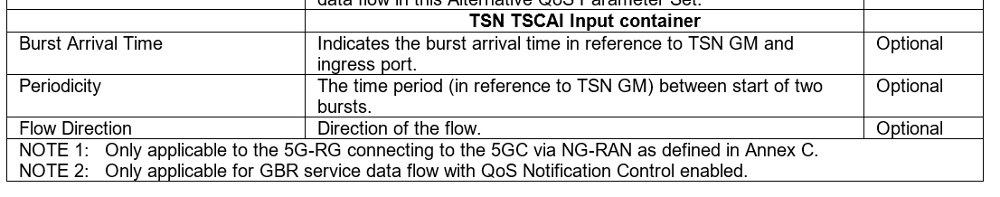 data flow in this Alternative QoS Parameter Set.
TSN TSCAI Input container
Burst Arrival Time Indicates the burst arrival time in reference to TSN GM and Optional
ingress port.
Periodicity The time period (in reference to TSN GM) between start of two Optional
bursts.
Flow Direction Direction of the flow. Optional
NOTE 1: Only applicable to the 5G-RG connecting to the 5GC via NG-RAN as defined in Annex C.
NOTE 2: Only applicable for GBR service data flow with QoS Notification Control enabled.